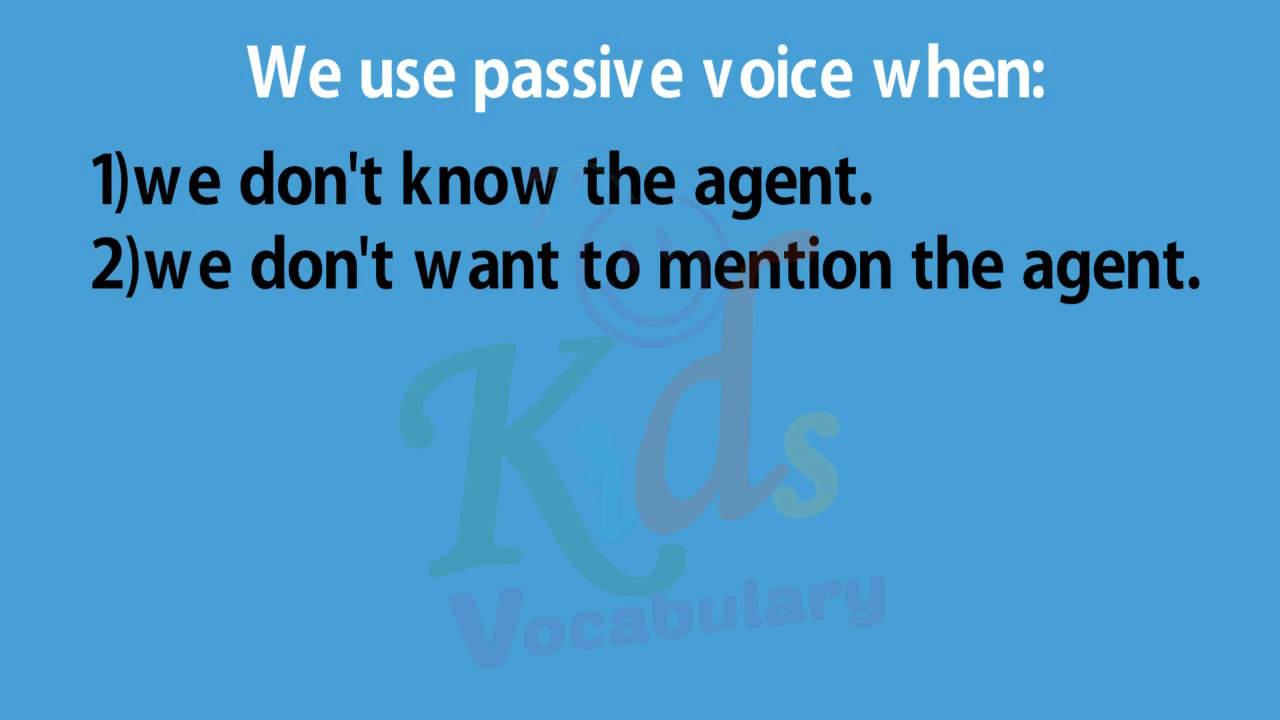 We use passive voice when:
1)we don't know the agent.
2)we don't want to mention the agent.
Kids
Vocabulary